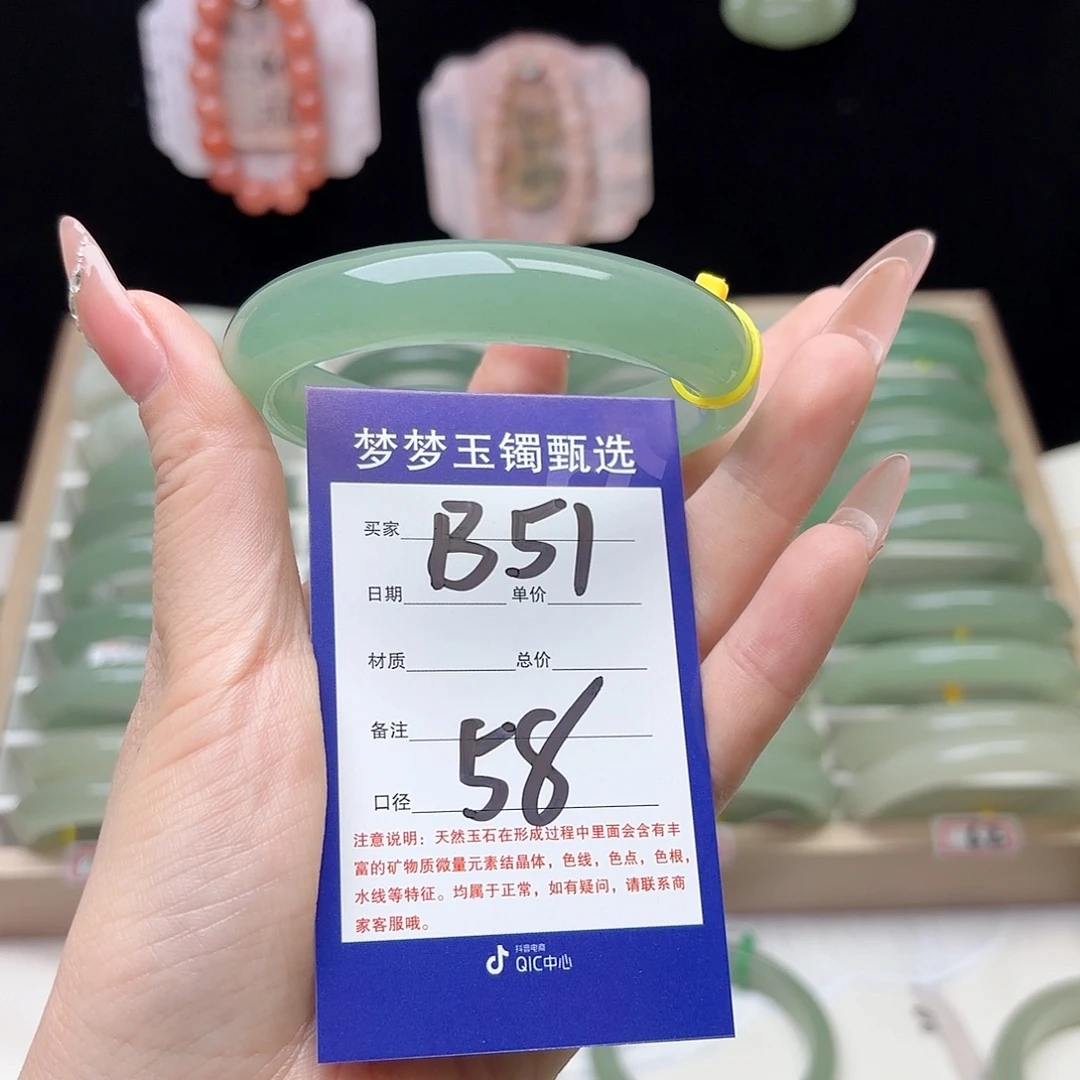 梦梦玉镯甄选
买家 B51
日期 单价
材质 总价
备注 58
口径
注意说明：天然玉石在形成过程中里面会含有丰
富的矿物质微量元素结晶体，色线，色点，色根，
水线等特征。均属于正常，如有疑问，请联系商
家客服哦。
抖音电商
QIC中心